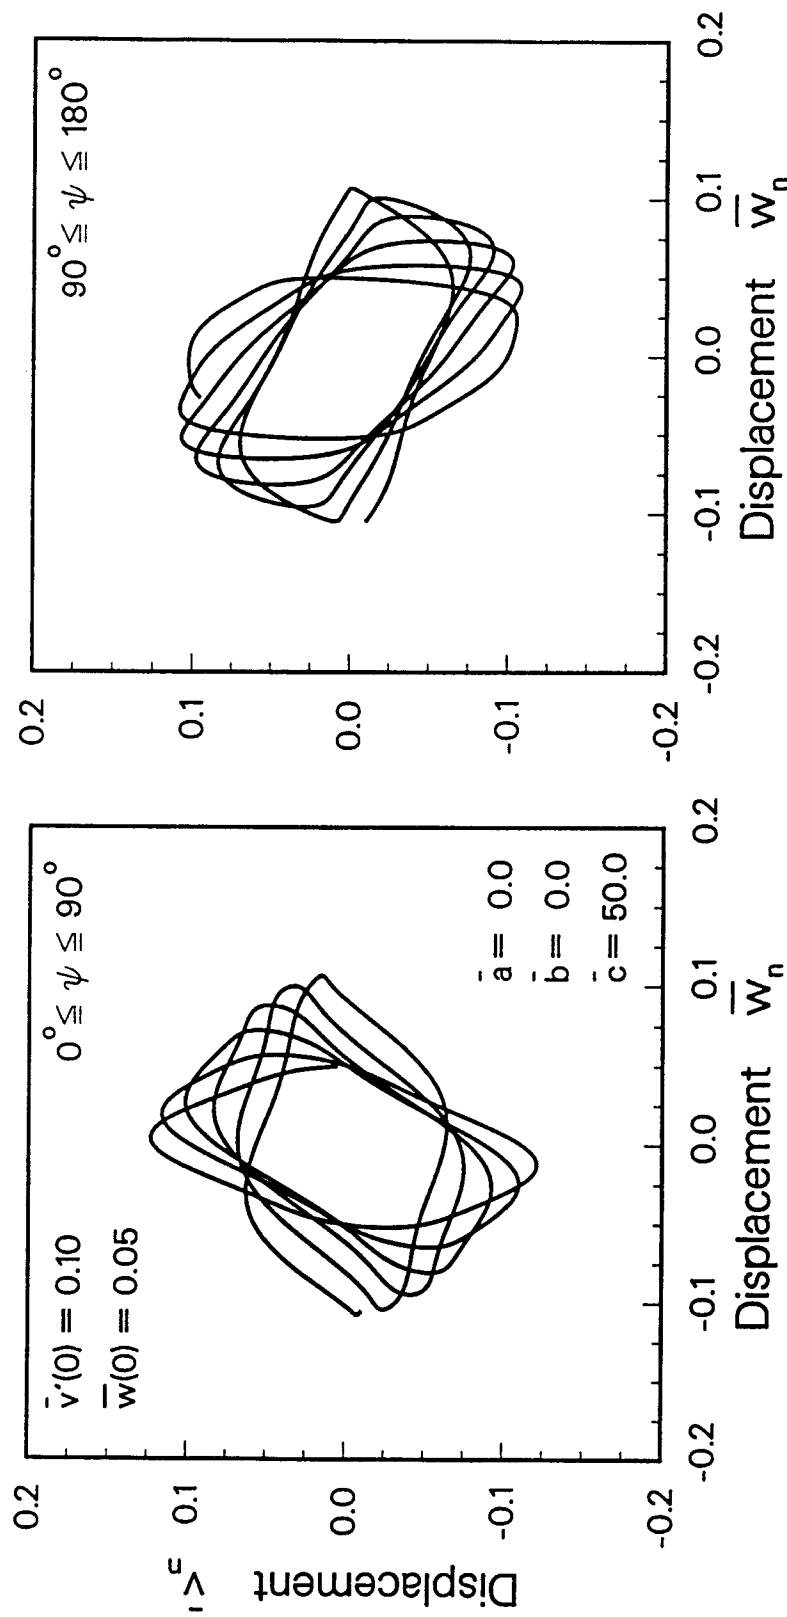 v̄′(0) = 0.10
w̄(0) = 0.05
0° ≦ ψ ≦ 90°
ā = 0.0
b̄ = 0.0
c̄ = 50.0
0.2
0.1
0.0
-0.1
-0.2
Displacement v̄ₙ
-0.2 -0.1 0.0 0.1 0.2
Displacement w̄ₙ
90° ≦ ψ ≦ 180°
0.2
0.1
0.0
-0.1
-0.2
-0.2 -0.1 0.0 0.1 0.2
Displacement w̄ₙ